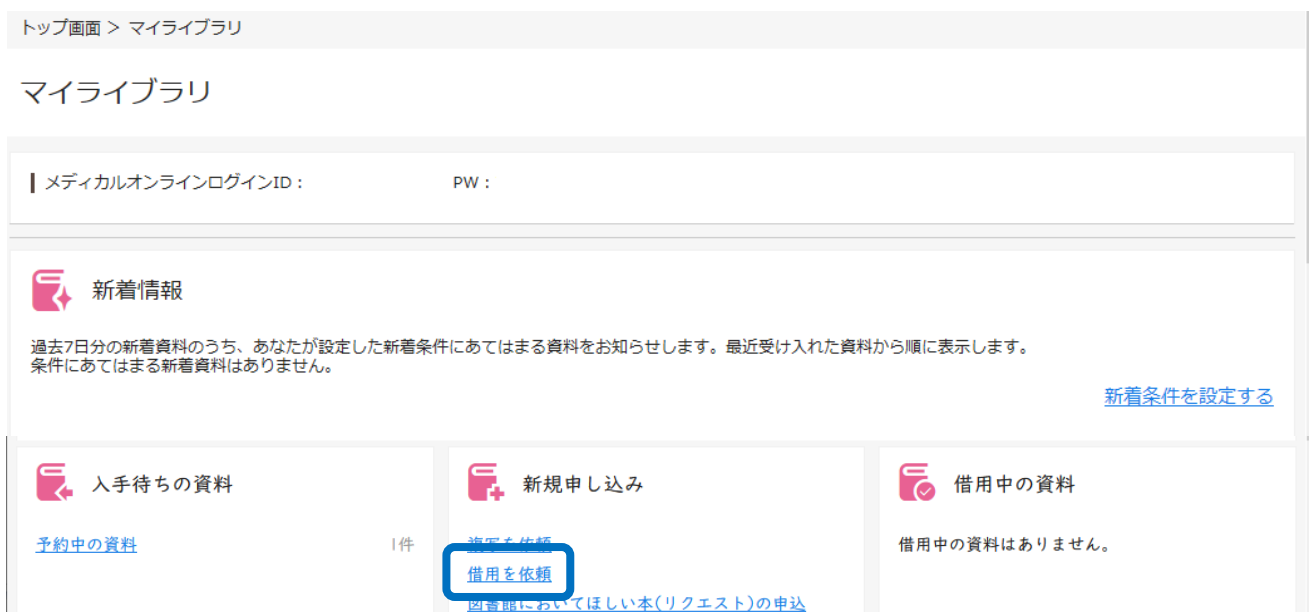 トップ画面 > マイライブラリ
マイライブラリ
メディカルオンラインログインID： PW：
新着情報
過去7日分の新着資料のうち、あなたが設定した新着条件にあてはまる資料をお知らせします。最近受け入れた資料から順に表示します。
条件にあてはまる新着資料はありません。
新着条件を設定する
入手待ちの資料
予約中の資料 1件
新規申し込み
複写を依頼
借用を依頼
図書館においてほしい本(リクエスト)の申込
借用中の資料
借用中の資料はありません。